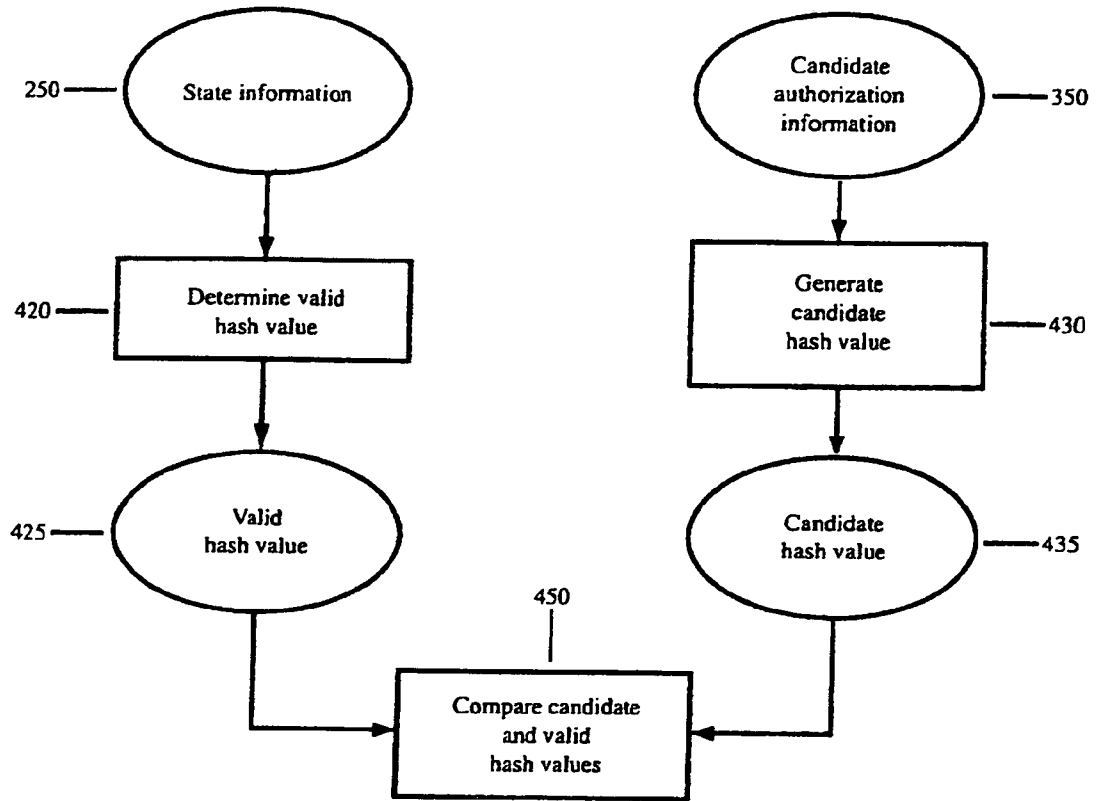 250
State information
Candidate
authorization
information
350
420
Determine valid
hash value
Generate
candidate
hash value
430
425
Valid
hash value
Candidate
hash value
435
450
Compare candidate
and valid
hash values